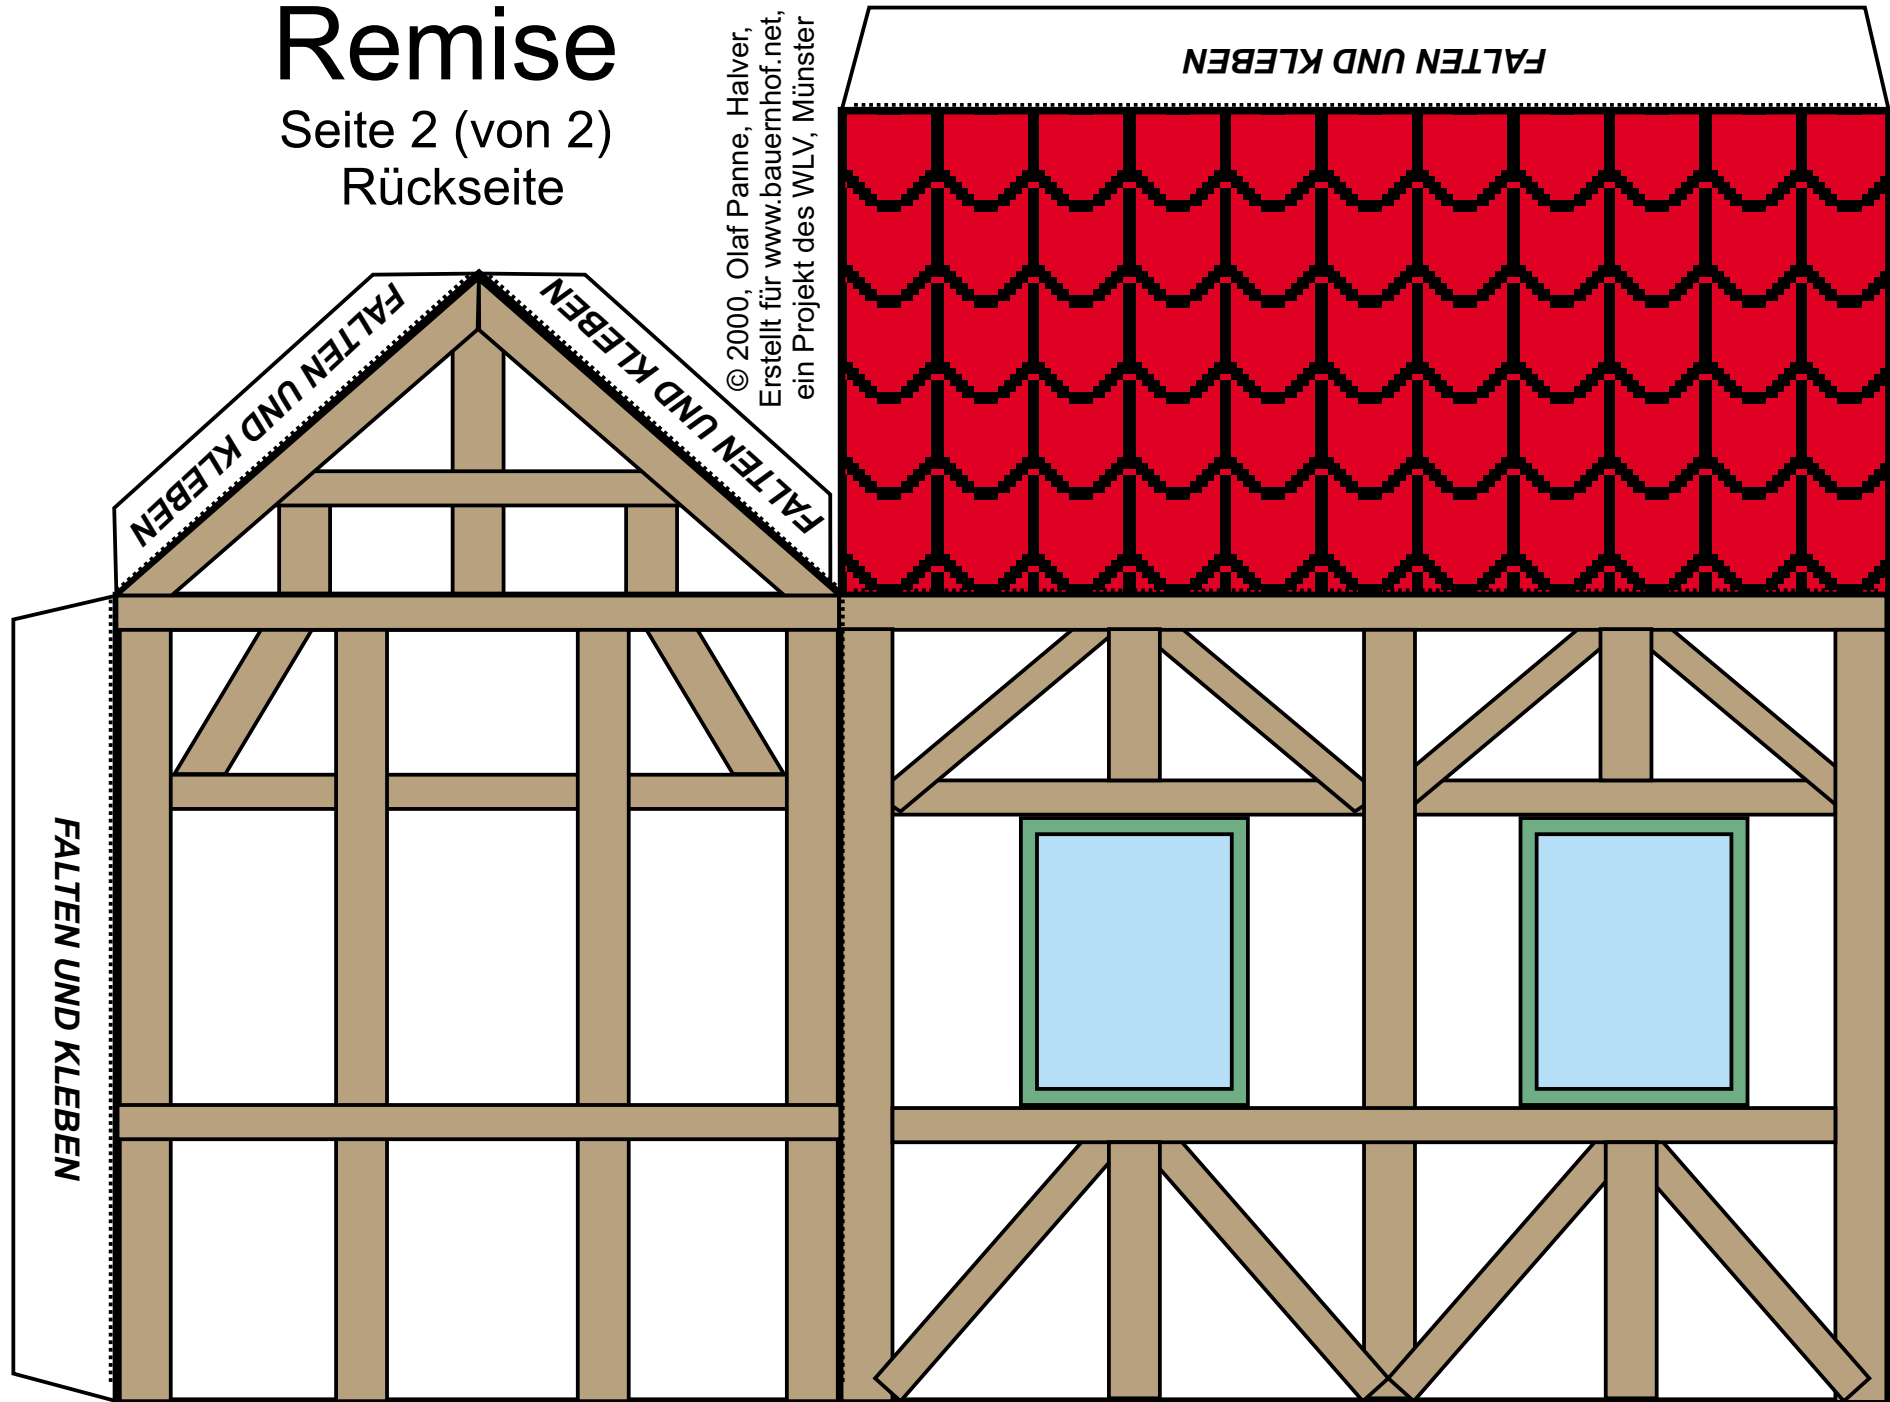 Remise
Seite 2 (von 2)
Rückseite
© 2000, Olaf Panne, Halver,
Erstellt für www.bauernhof.net,
ein Projekt des WLV, Münster
FALTEN UND KLEBEN
FALTEN UND KLEBEN
FALTEN UND KLEBEN
FALTEN UND KLEBEN